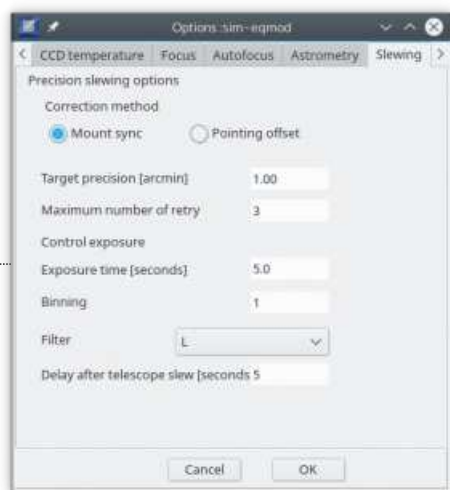 Options :sim-eqmod
CCD temperature Focus Autofocus Astrometry Slewing
Precision slewing options
Correction method
Mount sync Pointing offset
Target precision [arcmin] 1.00
Maximum number of retry 3
Control exposure
Exposure time [seconds] 5.0
Binning 1
Filter L
Delay after telescope slew [seconds 5
Cancel OK